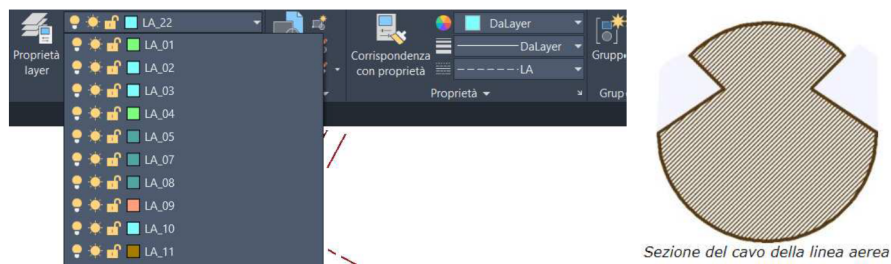 LA_22
Proprietà
layer
LA_01
LA_02
LA_03
LA_04
LA_05
LA_07
LA_08
LA_09
LA_10
LA_11
Corrispondenza
con proprietà
DaLayer
DaLayer
LA
Proprietà
Grupp
Grup
Sezione del cavo della linea aerea